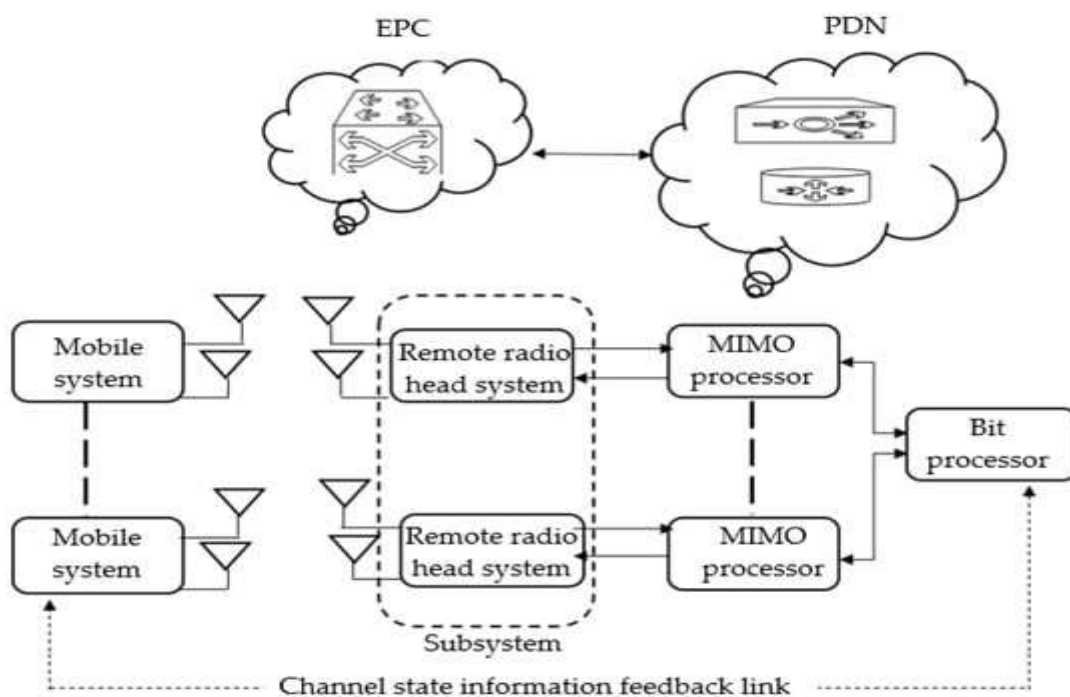 EPC
PDN
Mobile
system
Remote radio
head system
MIMO
processor
Bit
processor
Mobile
system
Remote radio
head system
MIMO
processor
Subsystem
Channel state information feedback link